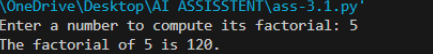 \OneDrive\Desktop\AI ASSISSTENT\ass-3.1.py'
Enter a number to compute its factorial: 5
The factorial of 5 is 120.